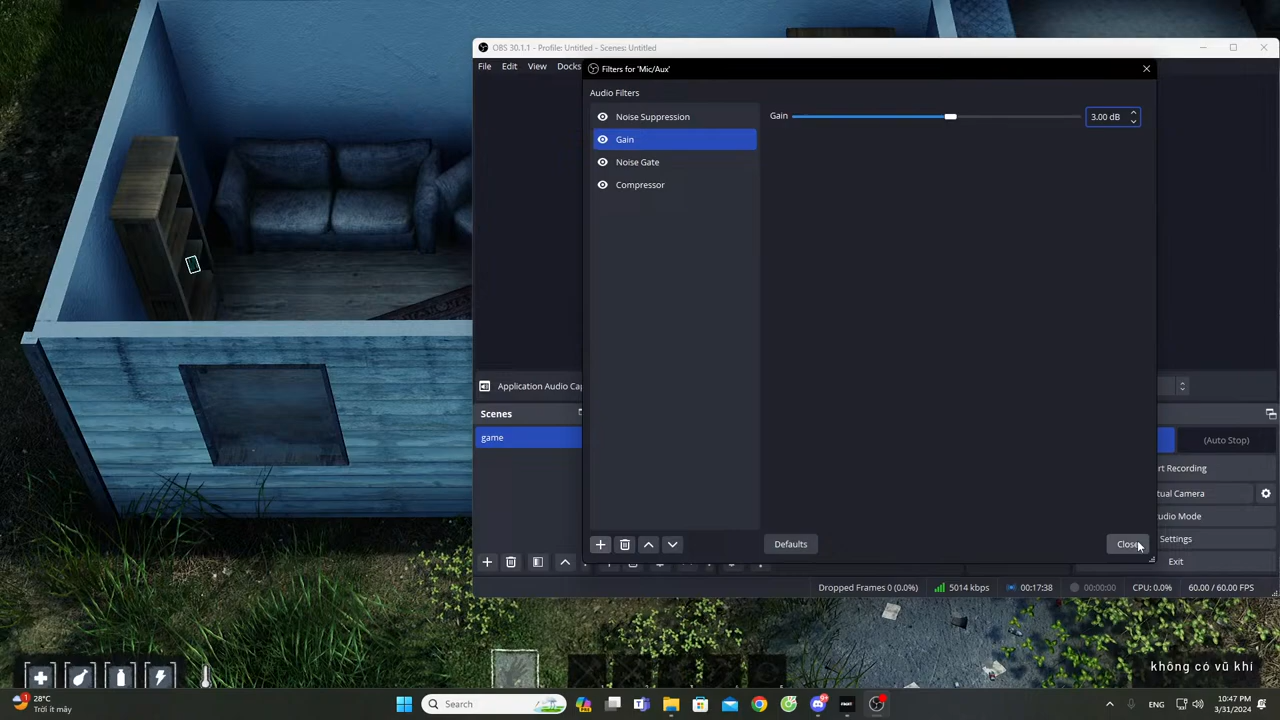 OBS 30.1.1 - Profile: Untitled - Scenes: Untitled
File Edit View Docks
Filters for 'Mic/Aux'
Audio Filters
Noise Suppression
Gain
Noise Gate
Compressor
Gain 3.00 dB
Application Audio Cap
Scenes
game
(Auto Stop)
rt Recording
tual Camera
udio Mode
Settings
Exit
Defaults
Close
Dropped Frames 0 (0.0%) 5014 kbps 00:17:38 00:00:00 CPU: 0.0% 60.00 / 60.00 FPS
không có vũ khí
1
28°C
Trời ít mây
Search
ENG
10:47 PM
3/31/2024